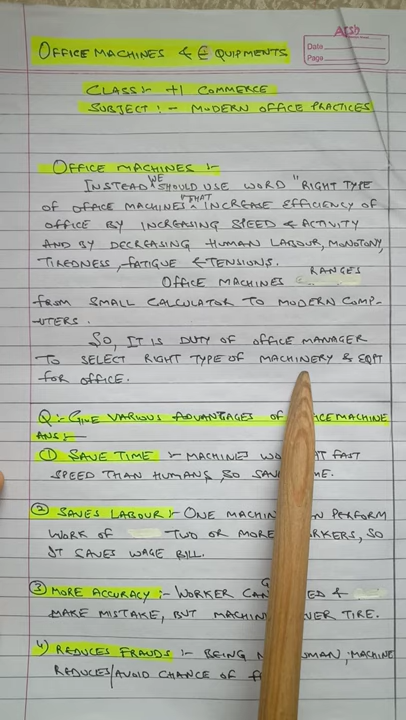 Arsh
Date
Page
OFFICE MACHINES & EQUIPMENTS
CLASS:- +1 COMMERCE
SUBJECT:- MODERN OFFICE PRACTICES
OFFICE MACHINES:-
INSTEAD WE SHOULD USE WORD "RIGHT TYPE
OF OFFICE MACHINES" THAT INCREASE EFFICIENCY OF
OFFICE BY INCREASING SPEED & ACTIVITY
AND BY DECREASING HUMAN LABOUR, MONOTONY,
TIREDNESS, FATIGUE & TENSIONS.
OFFICE MACHINES RANGES
FROM SMALL CALCULATOR TO MODERN COMP-
UTERS.
SO, IT IS DUTY OF OFFICE MANAGER
TO SELECT RIGHT TYPE OF MACHINERY & EQPT
FOR OFFICE.
Q:- GIVE VARIOUS ADVANTAGES OF MACHINE
ANS:-
① SAVE TIME :- MACHINES FAST
SPEED THAN HUMANS, SO
② SAVES LABOUR:- ONE PERFORM
WORK OF TWO OR MORE SO
IT SAVES WAGE BILL.
③ MORE ACCURACY:- WORKER &
MAKE MISTAKE, BUT TIRE.
4) REDUCES FRAUDS:- BEING MACHINE
REDUCES/AVOID CHANCE OF